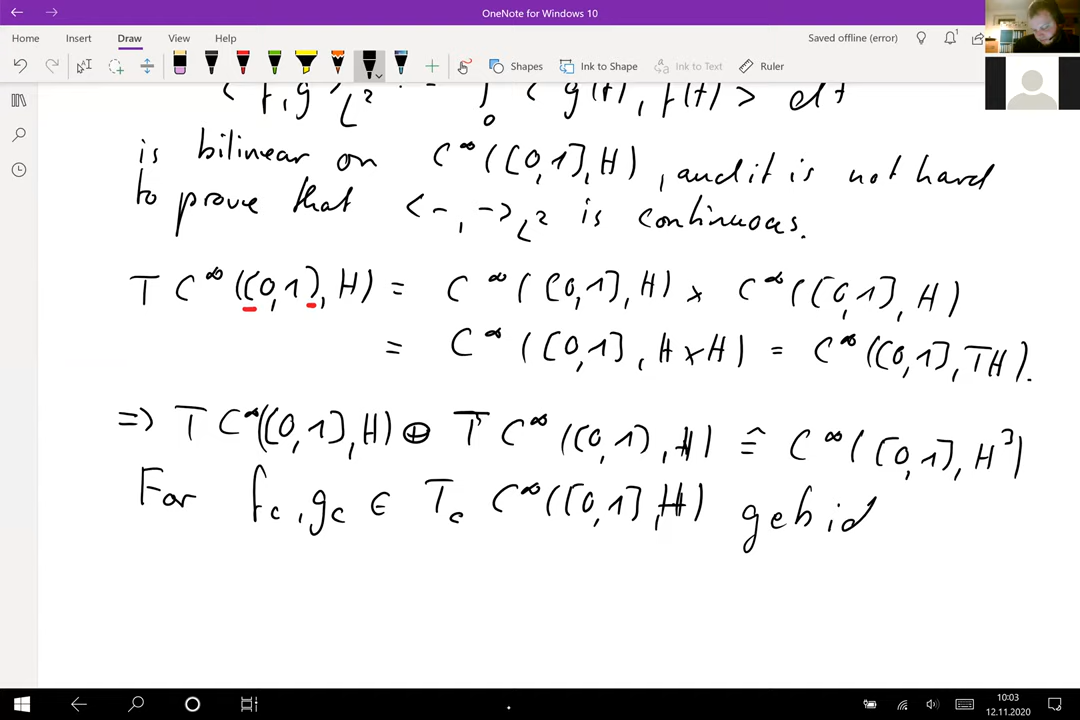 OneNote for Windows 10
Home Insert Draw View Help Saved offline (error)
Shapes Ink to Shape Ink to Text Ruler
< f, g >_{L²} := ∫_0 < g(t), f(t) > dt
is bilinear on C^∞([0,1], H), and it is not hard
to prove that < -, - >_{L²} is continuous.
T C^∞([0,1], H) = C^∞([0,1], H) × C^∞([0,1], H)
= C^∞([0,1], H×H) = C^∞([0,1], TH).
=> T C^∞([0,1], H) ⊕ T C^∞([0,1], H) ≙ C^∞([0,1], H³)
For f_c, g_c ∈ T_c C^∞([0,1], H)
10:03
12.11.2020